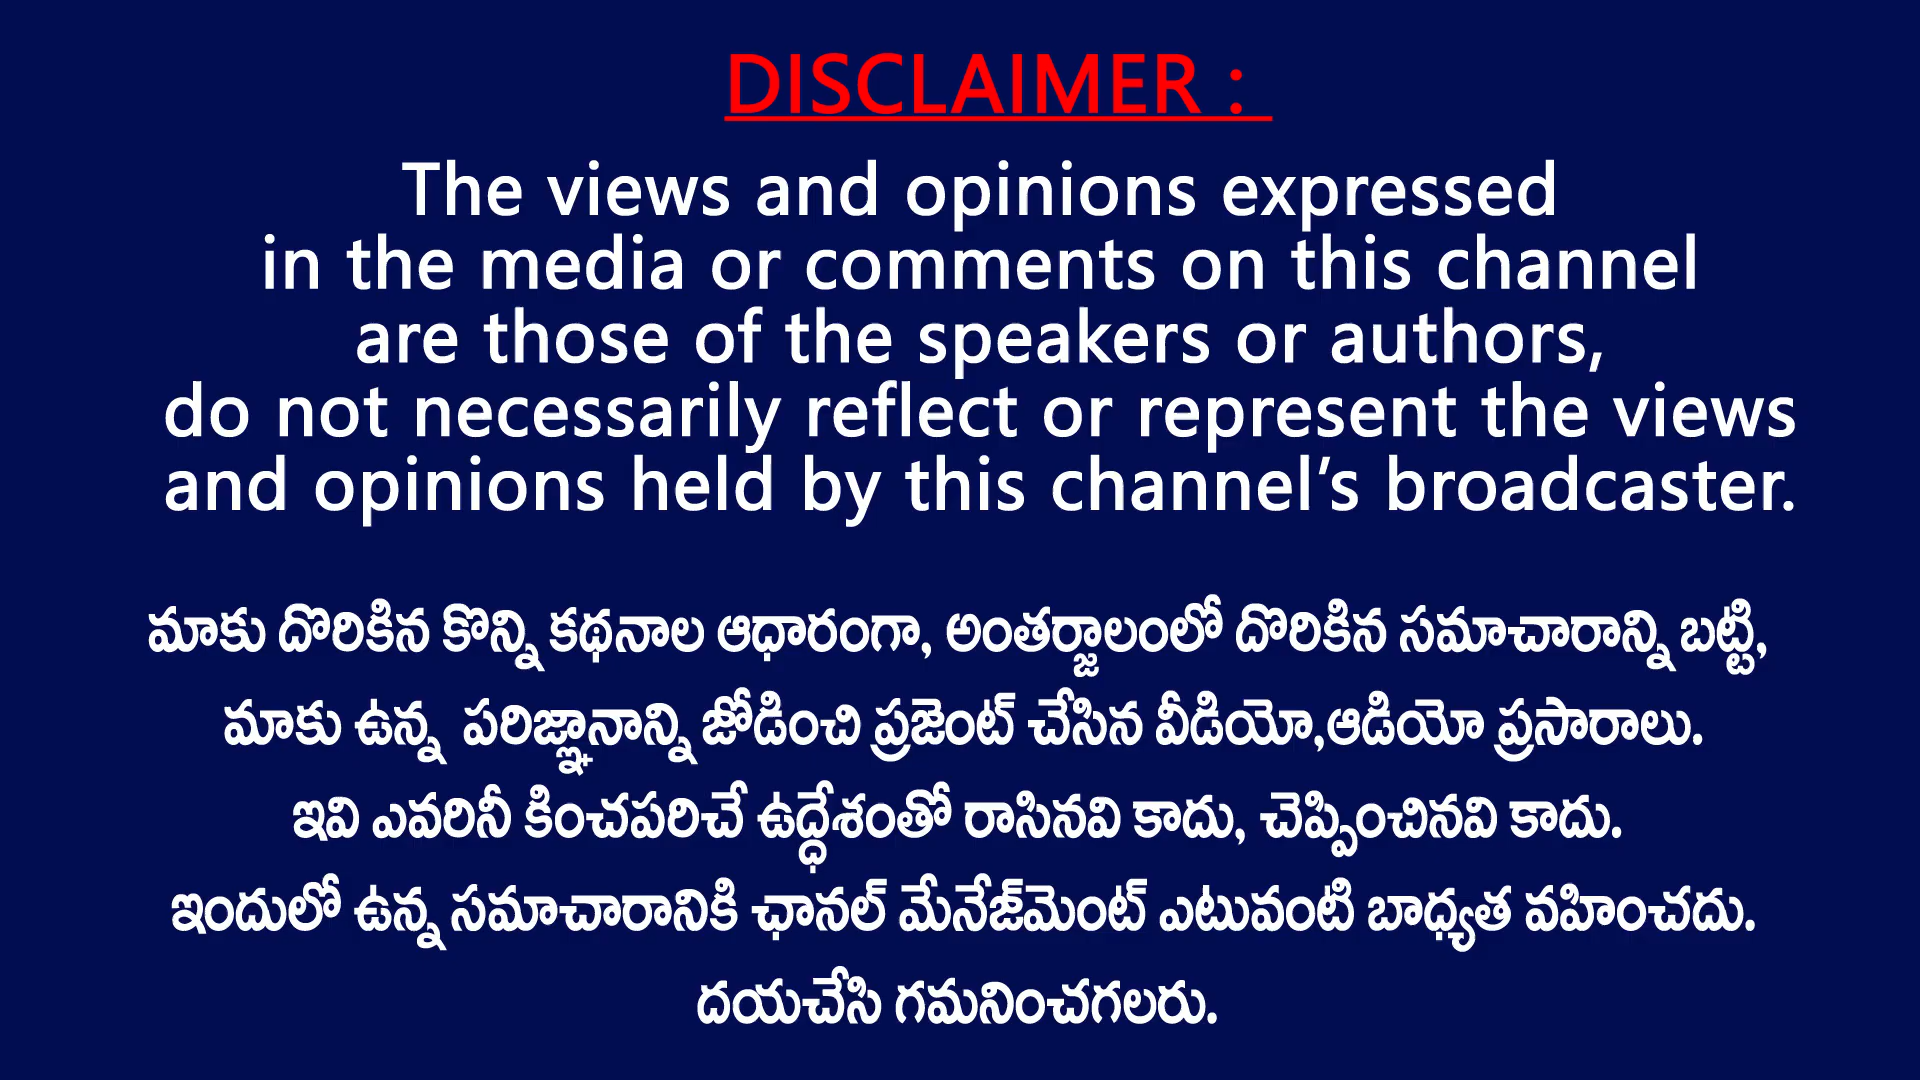 DISCLAIMER :
The views and opinions expressed
in the media or comments on this channel
are those of the speakers or authors,
do not necessarily reflect or represent the views
and opinions held by this channel’s broadcaster.
మాకు దొరికిన కొన్ని కథనాల ఆధారంగా, అంతర్జాలంలో దొరికిన సమాచారాన్ని బట్టి,
మాకు ఉన్న పరిజ్ఞానాన్ని జోడించి ప్రజెంట్ చేసిన వీడియో,ఆడియో ప్రసారాలు.
ఇవి ఎవరినీ కించపరిచే ఉద్ధేశంతో రాసినవి కాదు, చెప్పించినవి కాదు.
ఇందులో ఉన్న సమాచారానికి ఛానల్ మేనేజ్‌మెంట్ ఎటువంటి బాధ్యత వహించదు.
దయచేసి గమనించగలరు.